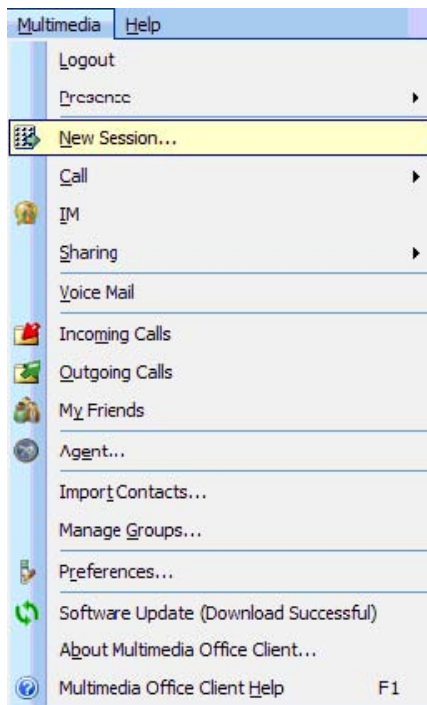 Multimedia Help
Logout
Presence
New Session...
Call
IM
Sharing
Voice Mail
Incoming Calls
Outgoing Calls
My Friends
Agent...
Import Contacts...
Manage Groups...
Preferences...
Software Update (Download Successful)
About Multimedia Office Client...
Multimedia Office Client Help F1